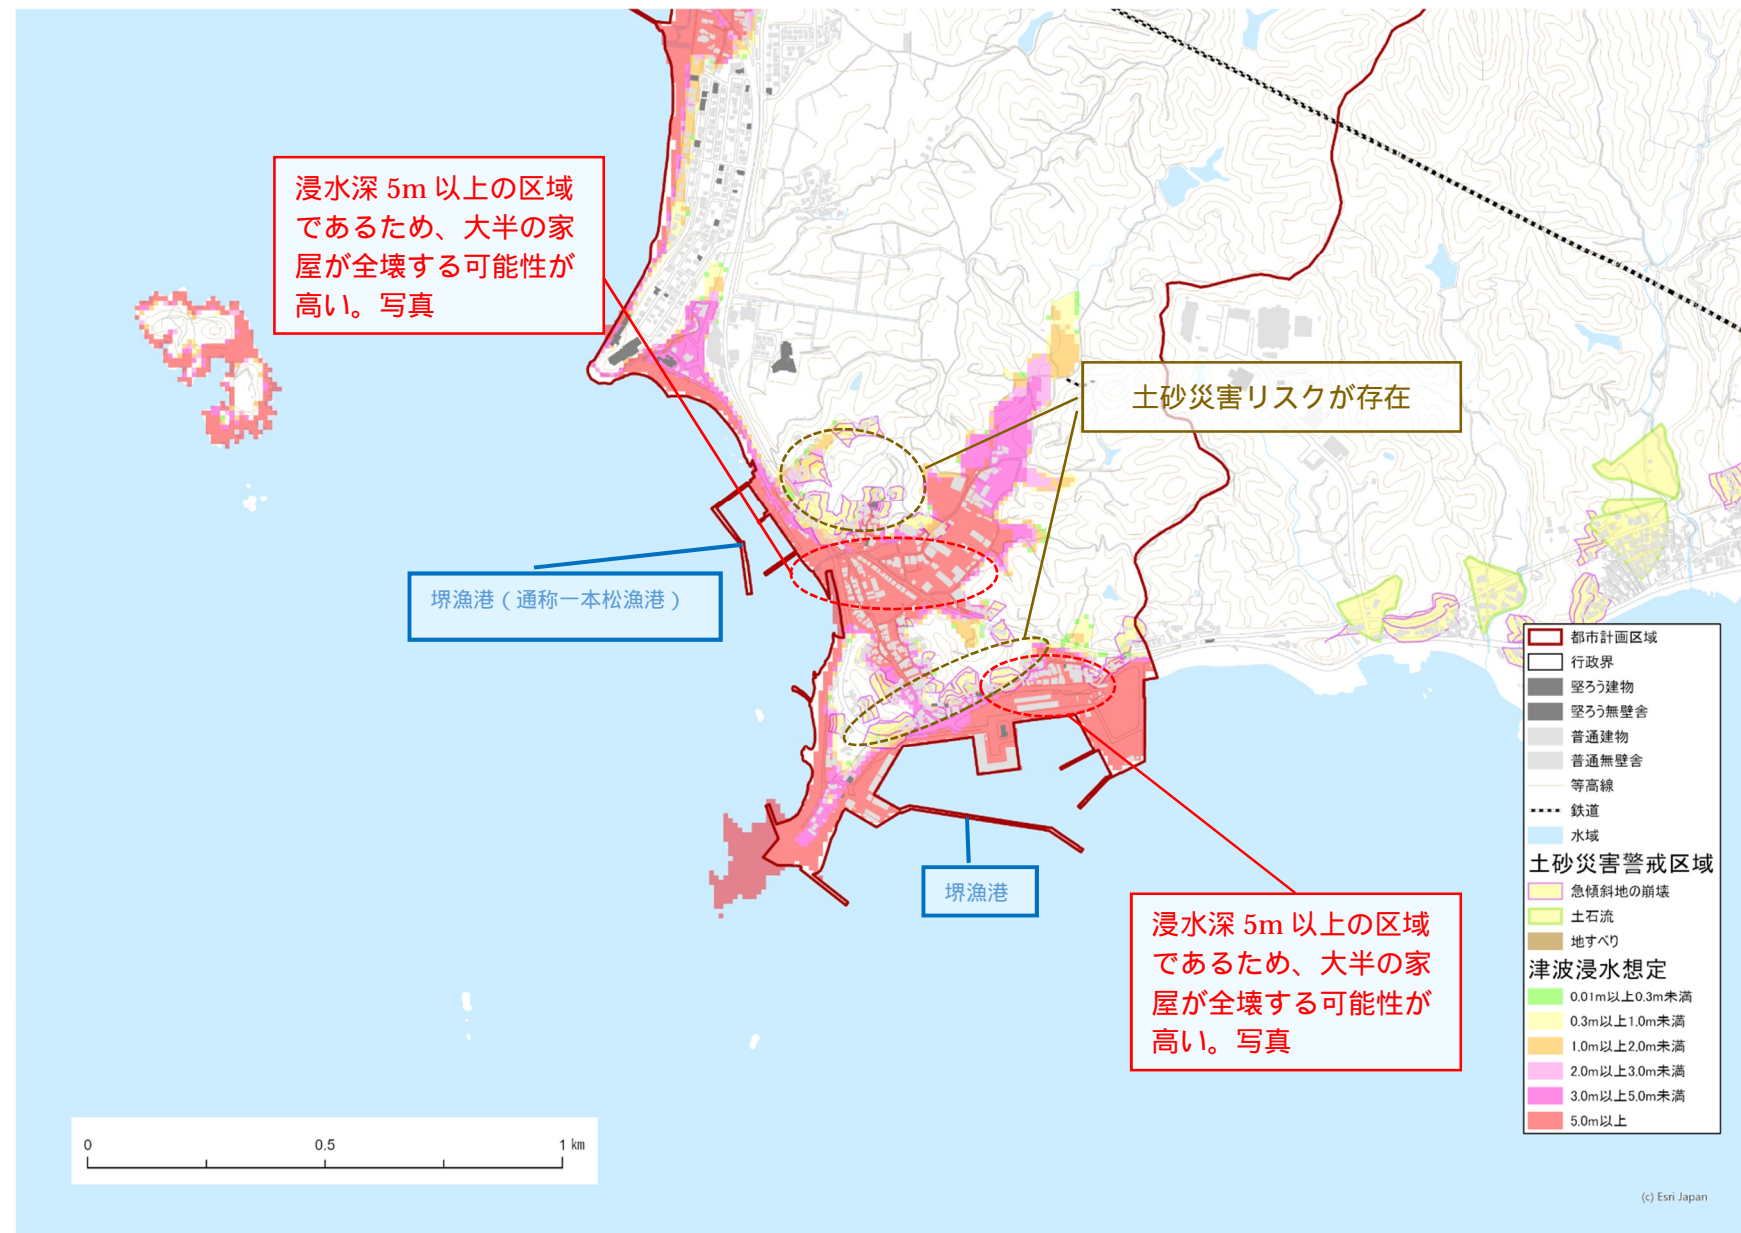 浸水深 5m 以上の区域
であるため、大半の家
屋が全壊する可能性が
高い。写真
土砂災害リスクが存在
堺漁港（通称一本松漁港）
堺漁港
浸水深 5m 以上の区域
であるため、大半の家
屋が全壊する可能性が
高い。写真
都市計画区域
行政界
堅ろう建物
堅ろう無壁舎
普通建物
普通無壁舎
等高線
鉄道
水域
土砂災害警戒区域
急傾斜地の崩壊
土石流
地すべり
津波浸水想定
0.01m以上0.3m未満
0.3m以上1.0m未満
1.0m以上2.0m未満
2.0m以上3.0m未満
3.0m以上5.0m未満
5.0m以上
0 0.5 1 km
(c) Esri Japan